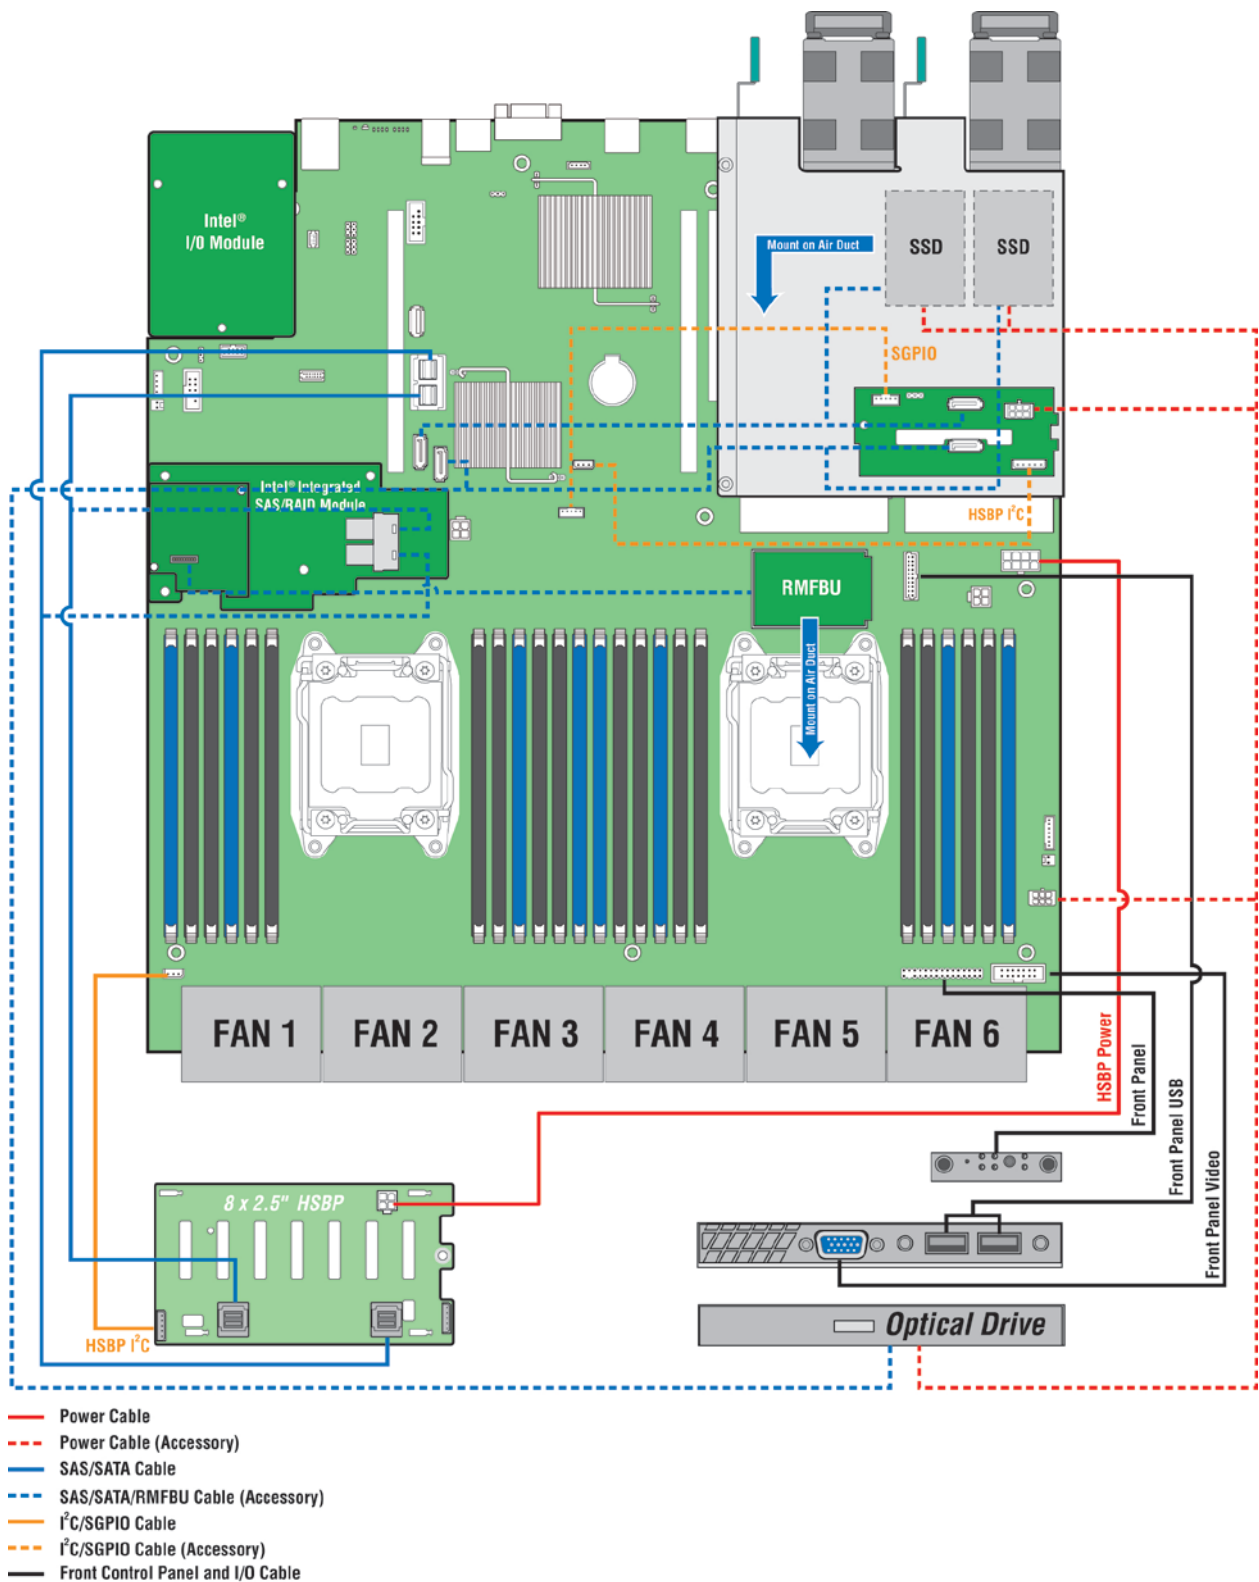 Intel®
I/O Module
Mount on Air Duct
SSD
SSD
SGPIO
Intel® Integrated
SAS/RAID Module
HSBP I²C
RMFBU
Mount on Air Duct
FAN 1
FAN 2
FAN 3
FAN 4
FAN 5
FAN 6
HSBP Power
Front Panel
Front Panel USB
Front Panel Video
8 x 2.5" HSBP
HSBP I²C
Optical Drive
Power Cable
Power Cable (Accessory)
SAS/SATA Cable
SAS/SATA/RMFBU Cable (Accessory)
I²C/SGPIO Cable
I²C/SGPIO Cable (Accessory)
Front Control Panel and I/O Cable